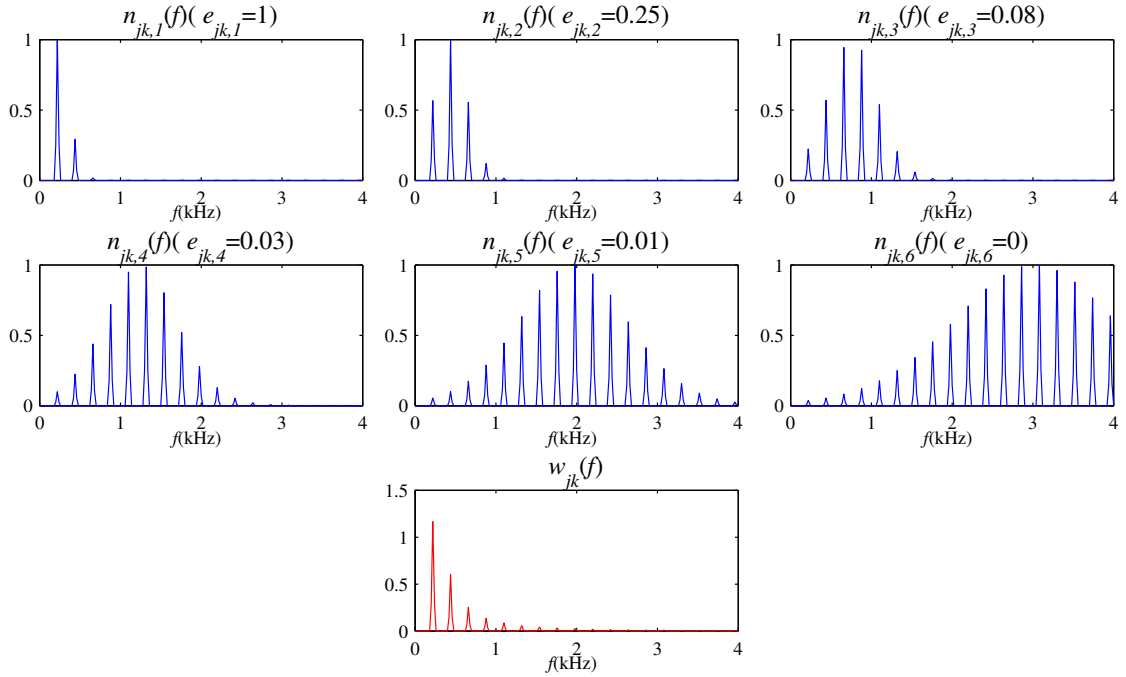 n_{jk,1}(f)( e_{jk,1}=1)
1
0.5
0
0 1 2 3 4
f(kHz)
n_{jk,2}(f)( e_{jk,2}=0.25)
1
0.5
0
0 1 2 3 4
f(kHz)
n_{jk,3}(f)( e_{jk,3}=0.08)
1
0.5
0
0 1 2 3 4
f(kHz)
n_{jk,4}(f)( e_{jk,4}=0.03)
1
0.5
0
0 1 2 3 4
f(kHz)
n_{jk,5}(f)( e_{jk,5}=0.01)
1
0.5
0
0 1 2 3 4
f(kHz)
n_{jk,6}(f)( e_{jk,6}=0)
1
0.5
0
0 1 2 3 4
f(kHz)
w_{jk}(f)
1.5
1
0.5
0
0 1 2 3 4
f(kHz)